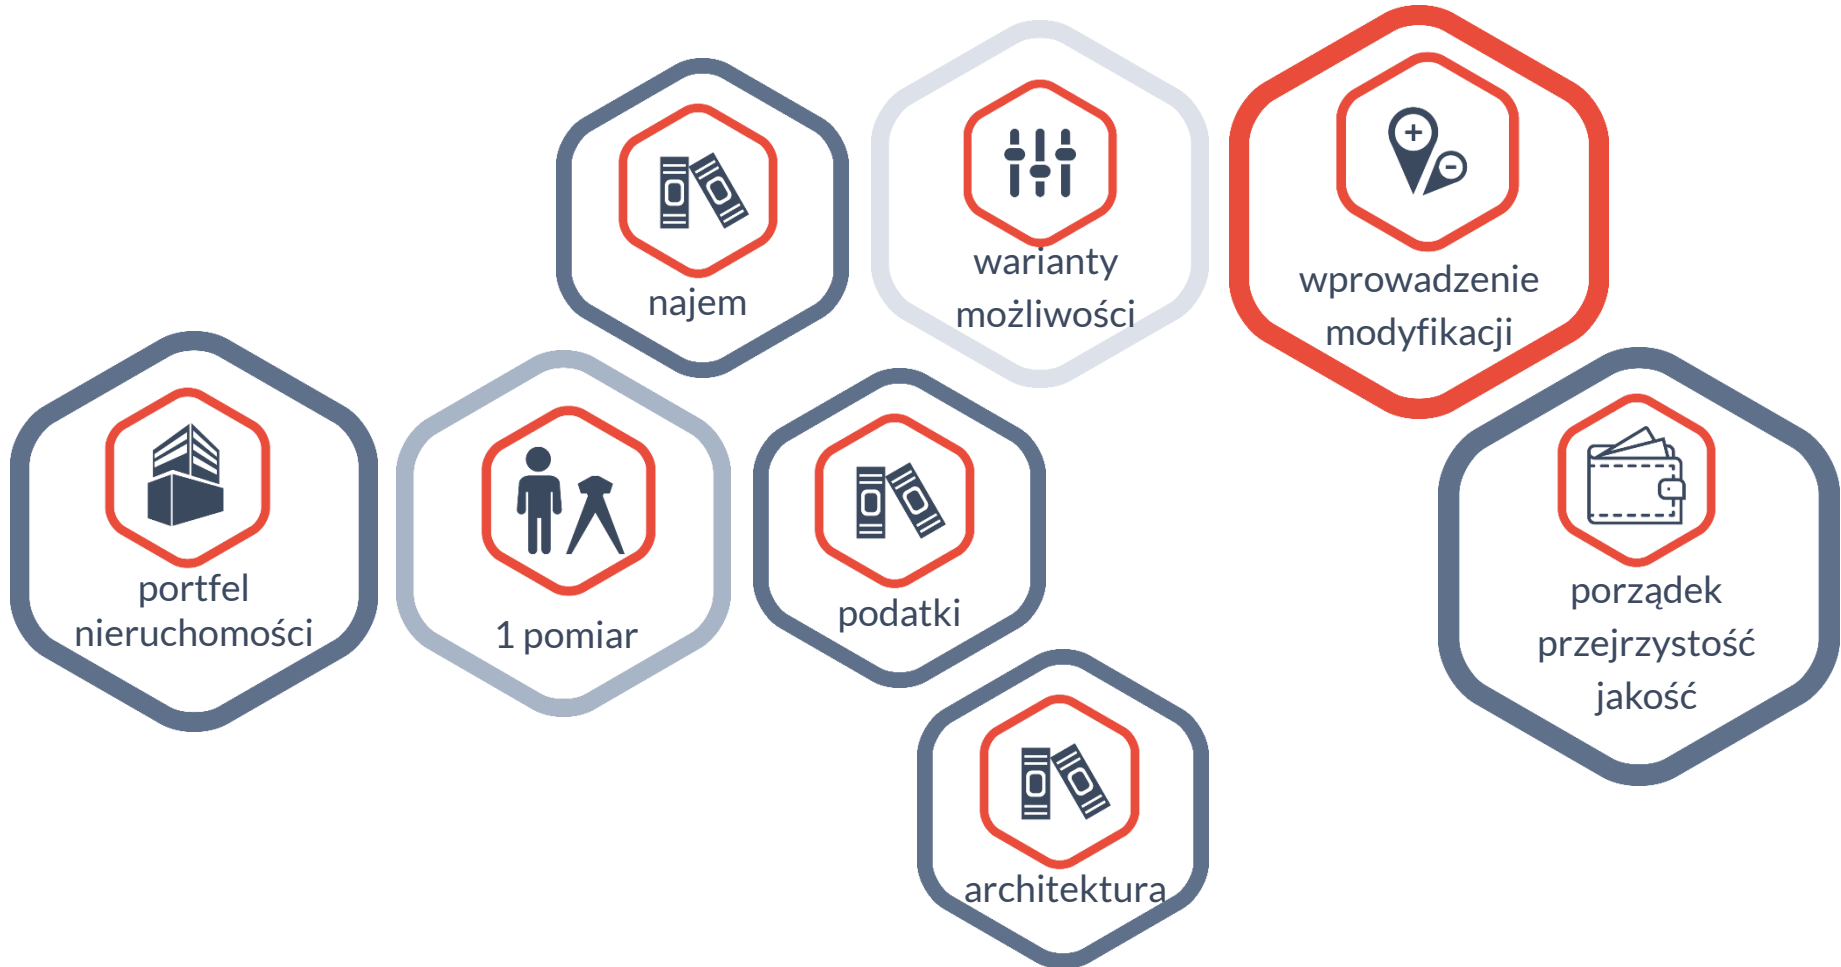 portfel
nieruchomości
1 pomiar
najem
podatki
architektura
warianty
możliwości
wprowadzenie
modyfikacji
porządek
przejrzystość
jakość